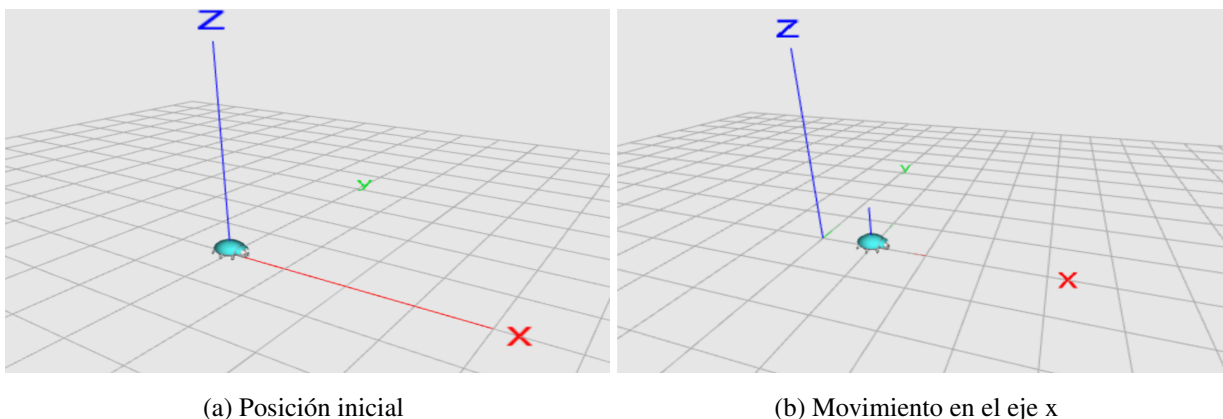 Z
Y
X
Z
Y
X
(a) Posición inicial
(b) Movimiento en el eje x